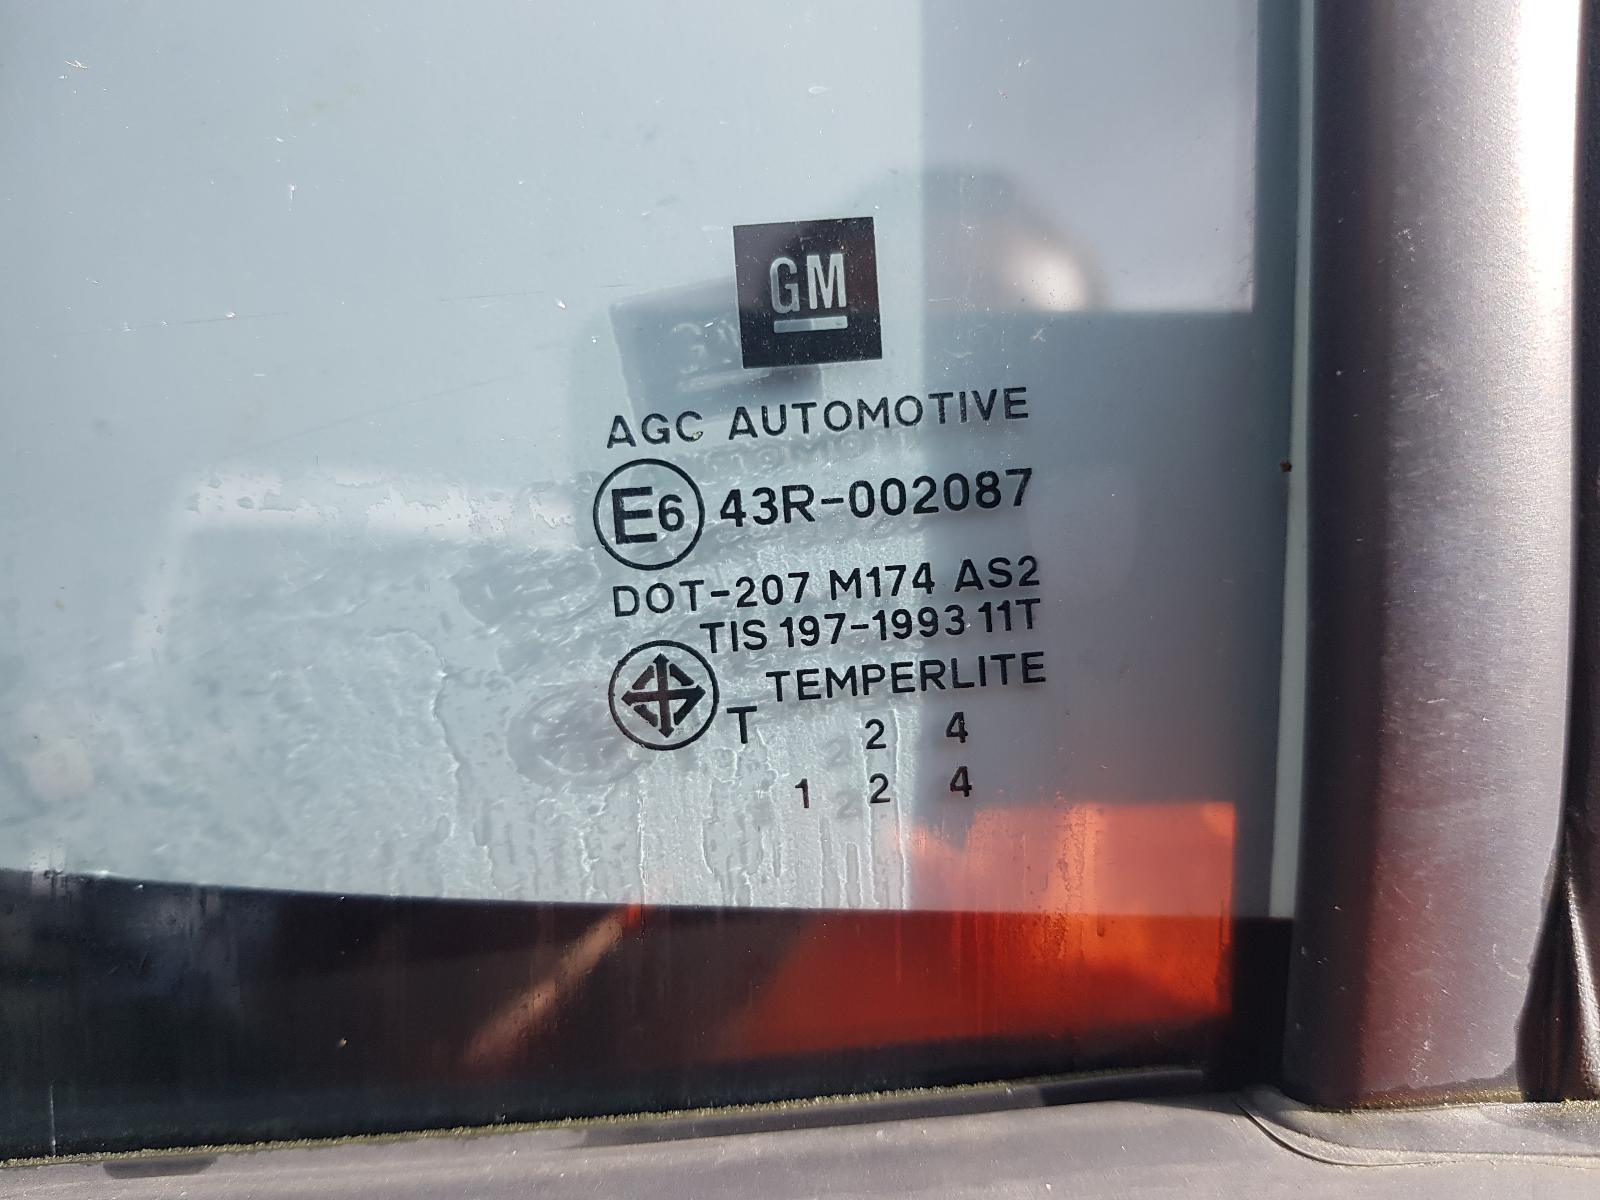 GM
AGC AUTOMOTIVE
E6 43R-002087
DOT-207 M174 AS2
TIS 197-1993 11T
TEMPERLITE
T 2 4
1 2 4